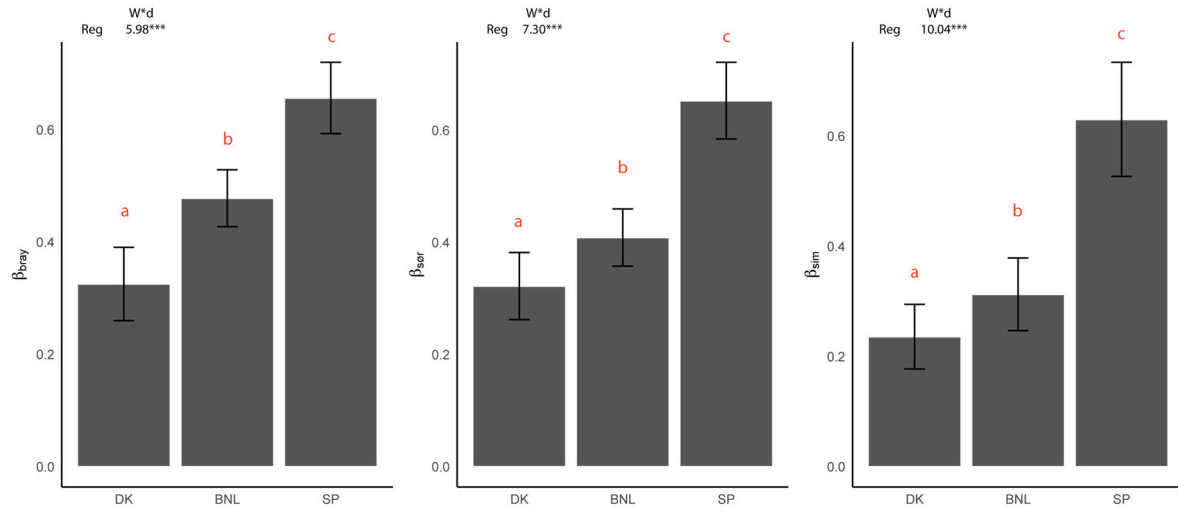 W*d
Reg 5.98***
c
b
a
0.6
0.4
0.2
0.0
βbray
DK BNL SP
W*d
Reg 7.30***
c
b
a
0.6
0.4
0.2
0.0
βsør
DK BNL SP
W*d
Reg 10.04***
c
b
a
0.6
0.4
0.2
0.0
βsim
DK BNL SP